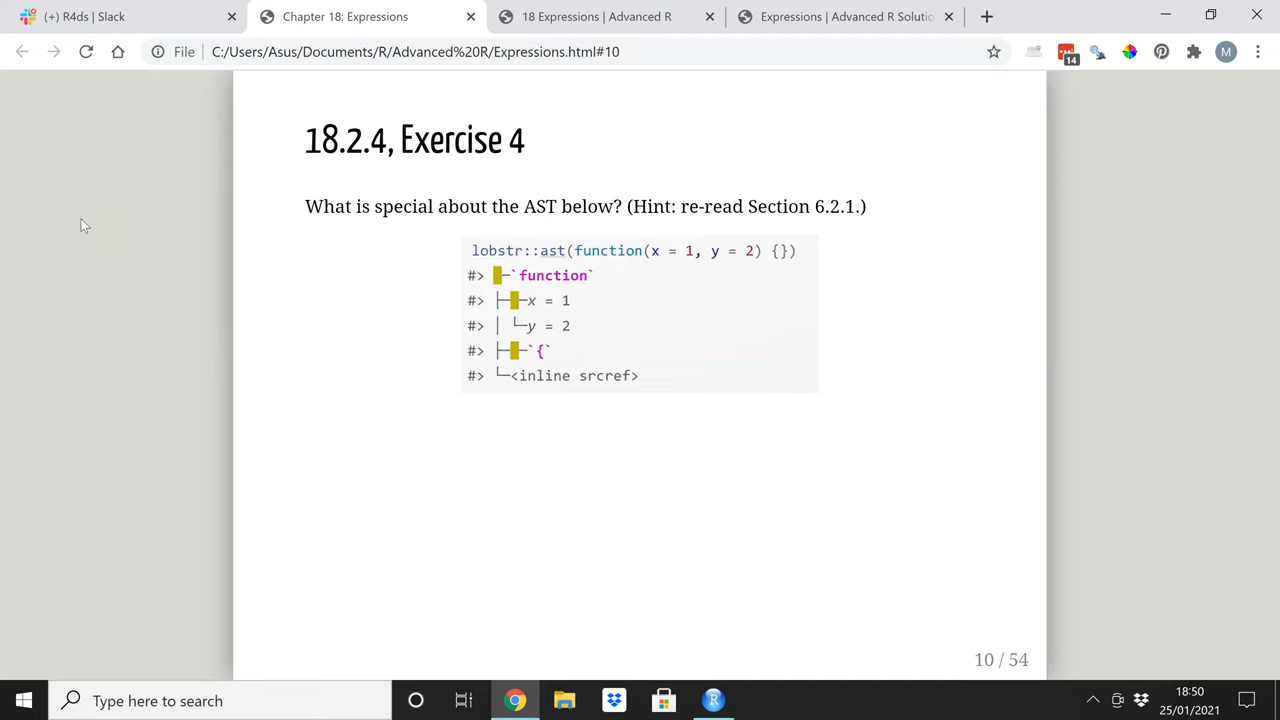 (+) R4ds | Slack
Chapter 18: Expressions
18 Expressions | Advanced R
Expressions | Advanced R Solutio
File
C:/Users/Asus/Documents/R/Advanced%20R/Expressions.html#10
14
M
18.2.4, Exercise 4
What is special about the AST below? (Hint: re-read Section 6.2.1.)
lobstr::ast(function(x = 1, y = 2) {})
#> █─`function`
#> ├─█─x = 1
#> │ └─y = 2
#> ├─█─`{`
#> └─<inline srcref>
10 / 54
Type here to search
R
18:50
25/01/2021